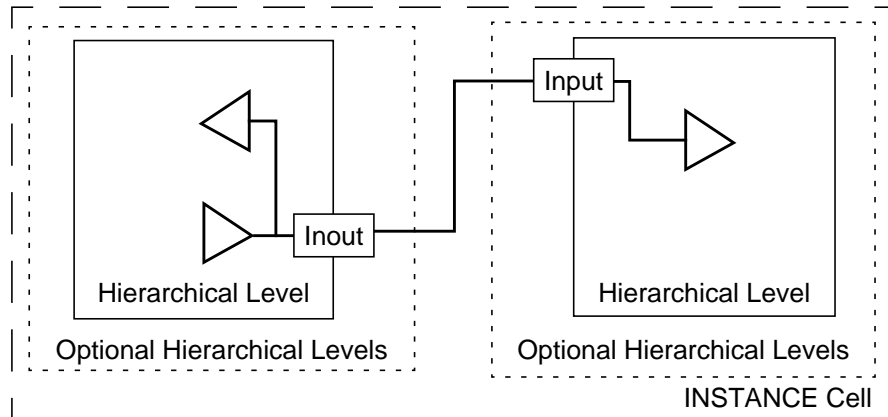 Input
Inout
Hierarchical Level
Hierarchical Level
Optional Hierarchical Levels
Optional Hierarchical Levels
INSTANCE Cell